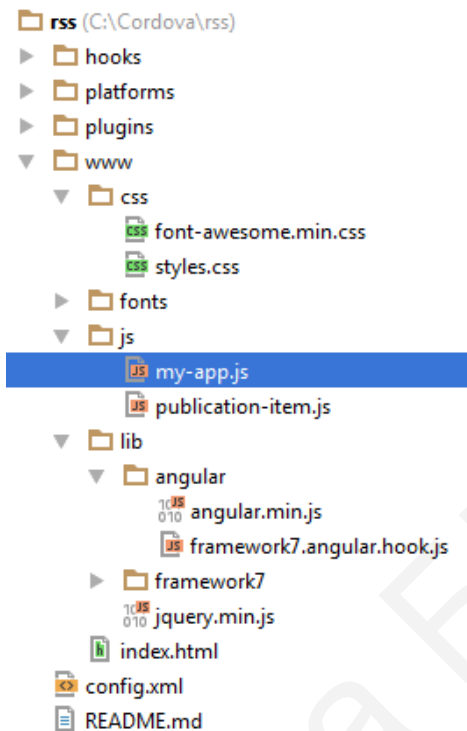 rss (C:\Cordova\rss)
hooks
platforms
plugins
www
css
font-awesome.min.css
styles.css
fonts
js
my-app.js
publication-item.js
lib
angular
angular.min.js
framework7.angular.hook.js
framework7
jquery.min.js
index.html
config.xml
README.md